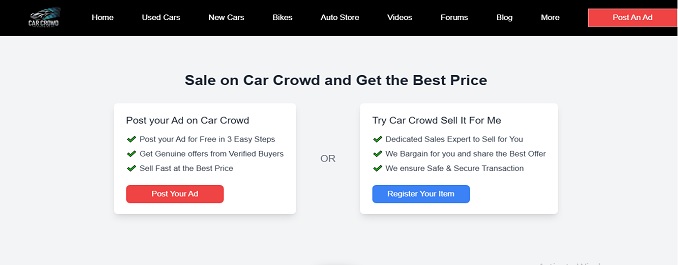 CAR CROWD
Home Used Cars New Cars Bikes Auto Store Videos Forums Blog More Post An Ad
Sale on Car Crowd and Get the Best Price
Post your Ad on Car Crowd
Post your Ad for Free in 3 Easy Steps
Get Genuine offers from Verified Buyers
Sell Fast at the Best Price
Post Your Ad
OR
Try Car Crowd Sell It For Me
Dedicated Sales Expert to Sell for You
We Bargain for you and share the Best Offer
We ensure Safe & Secure Transaction
Register Your Item